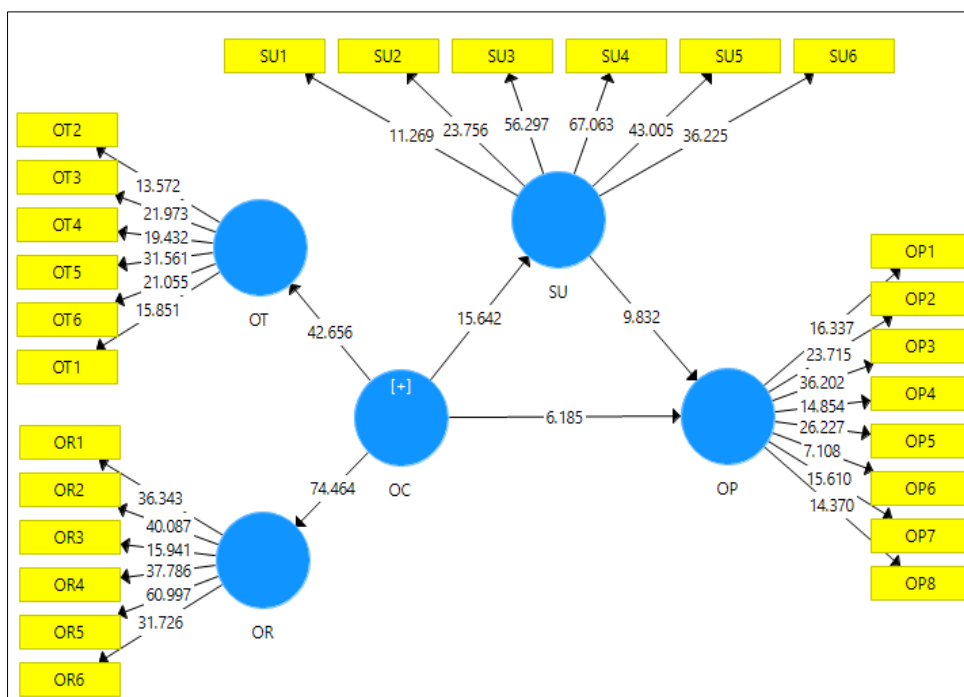 SU1
SU2
SU3
SU4
SU5
SU6
11.269
23.756
56.297
67.063
43.005
36.225
OT2
OT3
OT4
OT5
OT6
OT1
13.572
21.973
19.432
31.561
21.055
15.851
OT
SU
42.656
15.642
9.832
OP1
OP2
OP3
OP4
OP5
OP6
OP7
OP8
16.337
23.715
36.202
14.854
26.227
7.108
15.610
14.370
[+]
6.185
OC
OP
74.464
OR1
OR2
OR3
OR4
OR5
OR6
36.343
40.087
15.941
37.786
60.997
31.726
OR